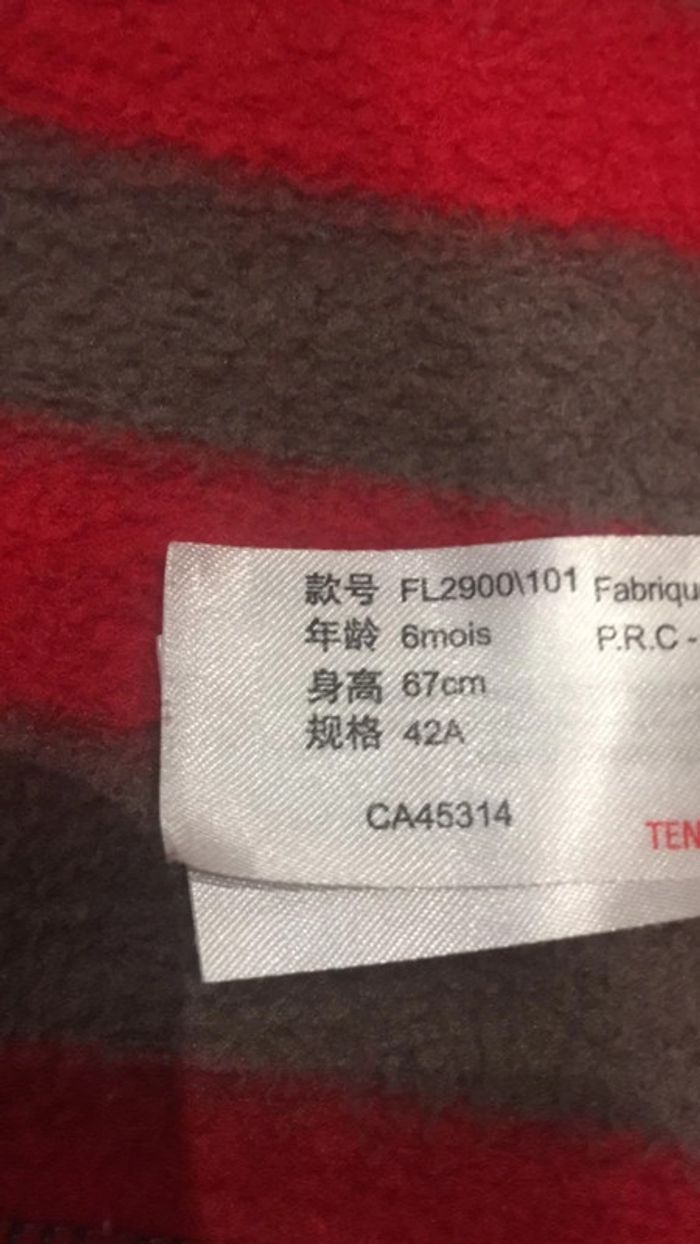 款号 FL2900\101 Fabriqu
年龄 6mois P.R.C -
身高 67cm
规格 42A
CA45314
TEN